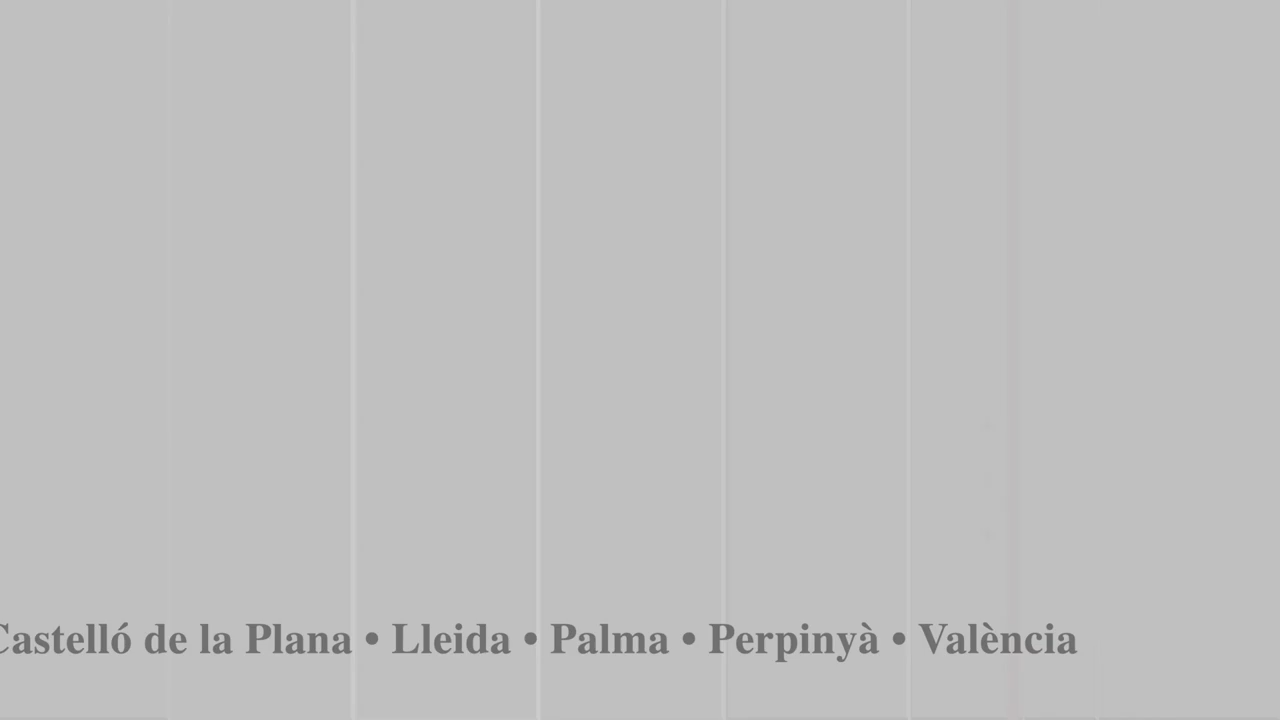 Castelló de la Plana • Lleida • Palma • Perpinyà • València